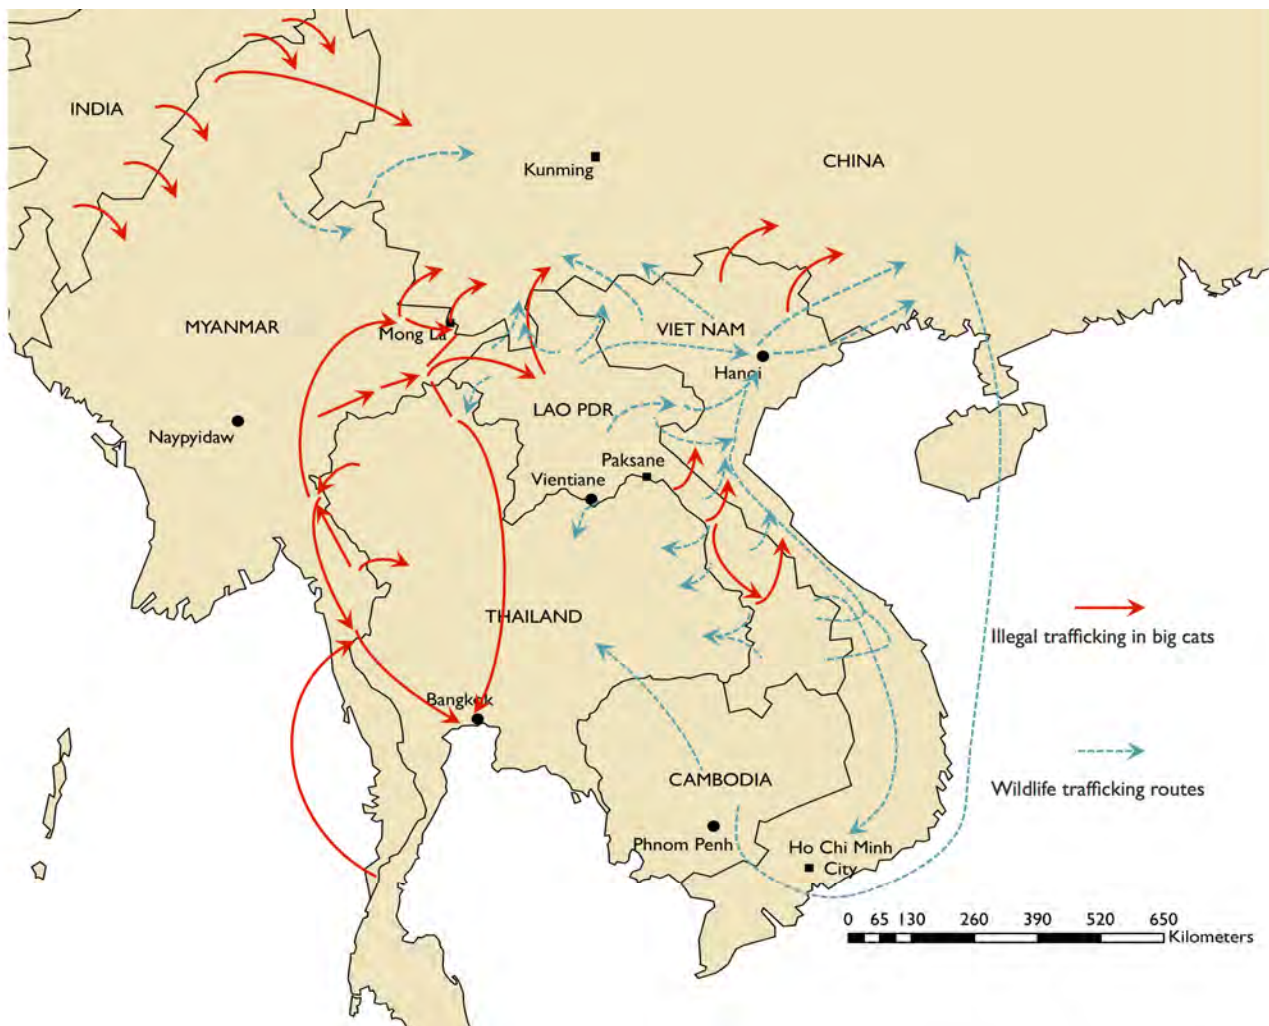 INDIA
Kunming
CHINA
MYANMAR
Mong La
VIET NAM
Hanoi
LAO PDR
Naypyidaw
Paksane
Vientiane
THAILAND
Illegal trafficking in big cats
Bangkok
CAMBODIA
Wildlife trafficking routes
Phnom Penh
Ho Chi Minh
City
0 65 130 260 390 520 650
Kilometers